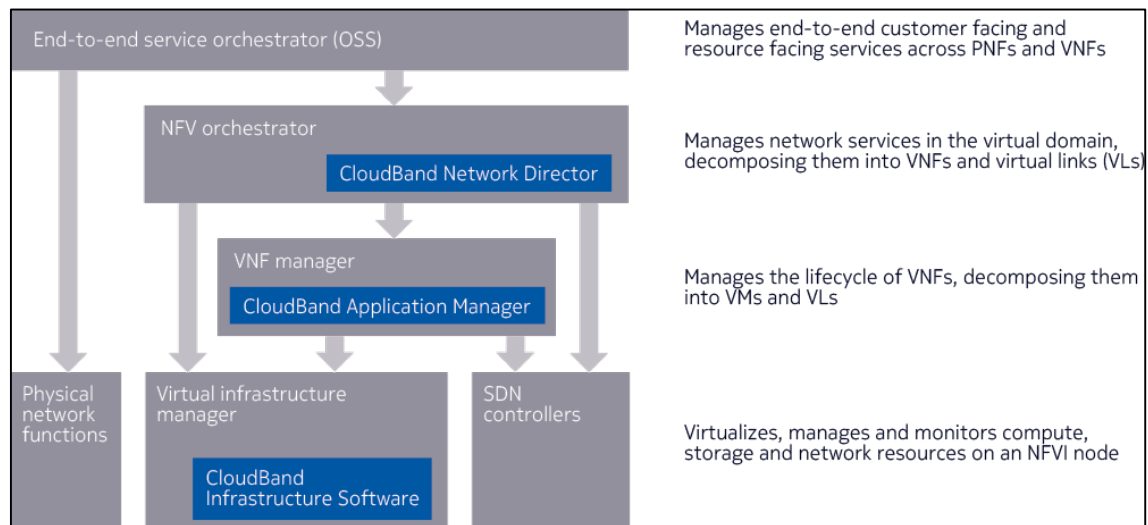 End-to-end service orchestrator (OSS)
Manages end-to-end customer facing and
resource facing services across PNFs and VNFs
NFV orchestrator
CloudBand Network Director
Manages network services in the virtual domain,
decomposing them into VNFs and virtual links (VLs)
VNF manager
CloudBand Application Manager
Manages the lifecycle of VNFs, decomposing them
into VMs and VLs
Physical
network
functions
Virtual infrastructure
manager
CloudBand
Infrastructure Software
SDN
controllers
Virtualizes, manages and monitors compute,
storage and network resources on an NFVI node